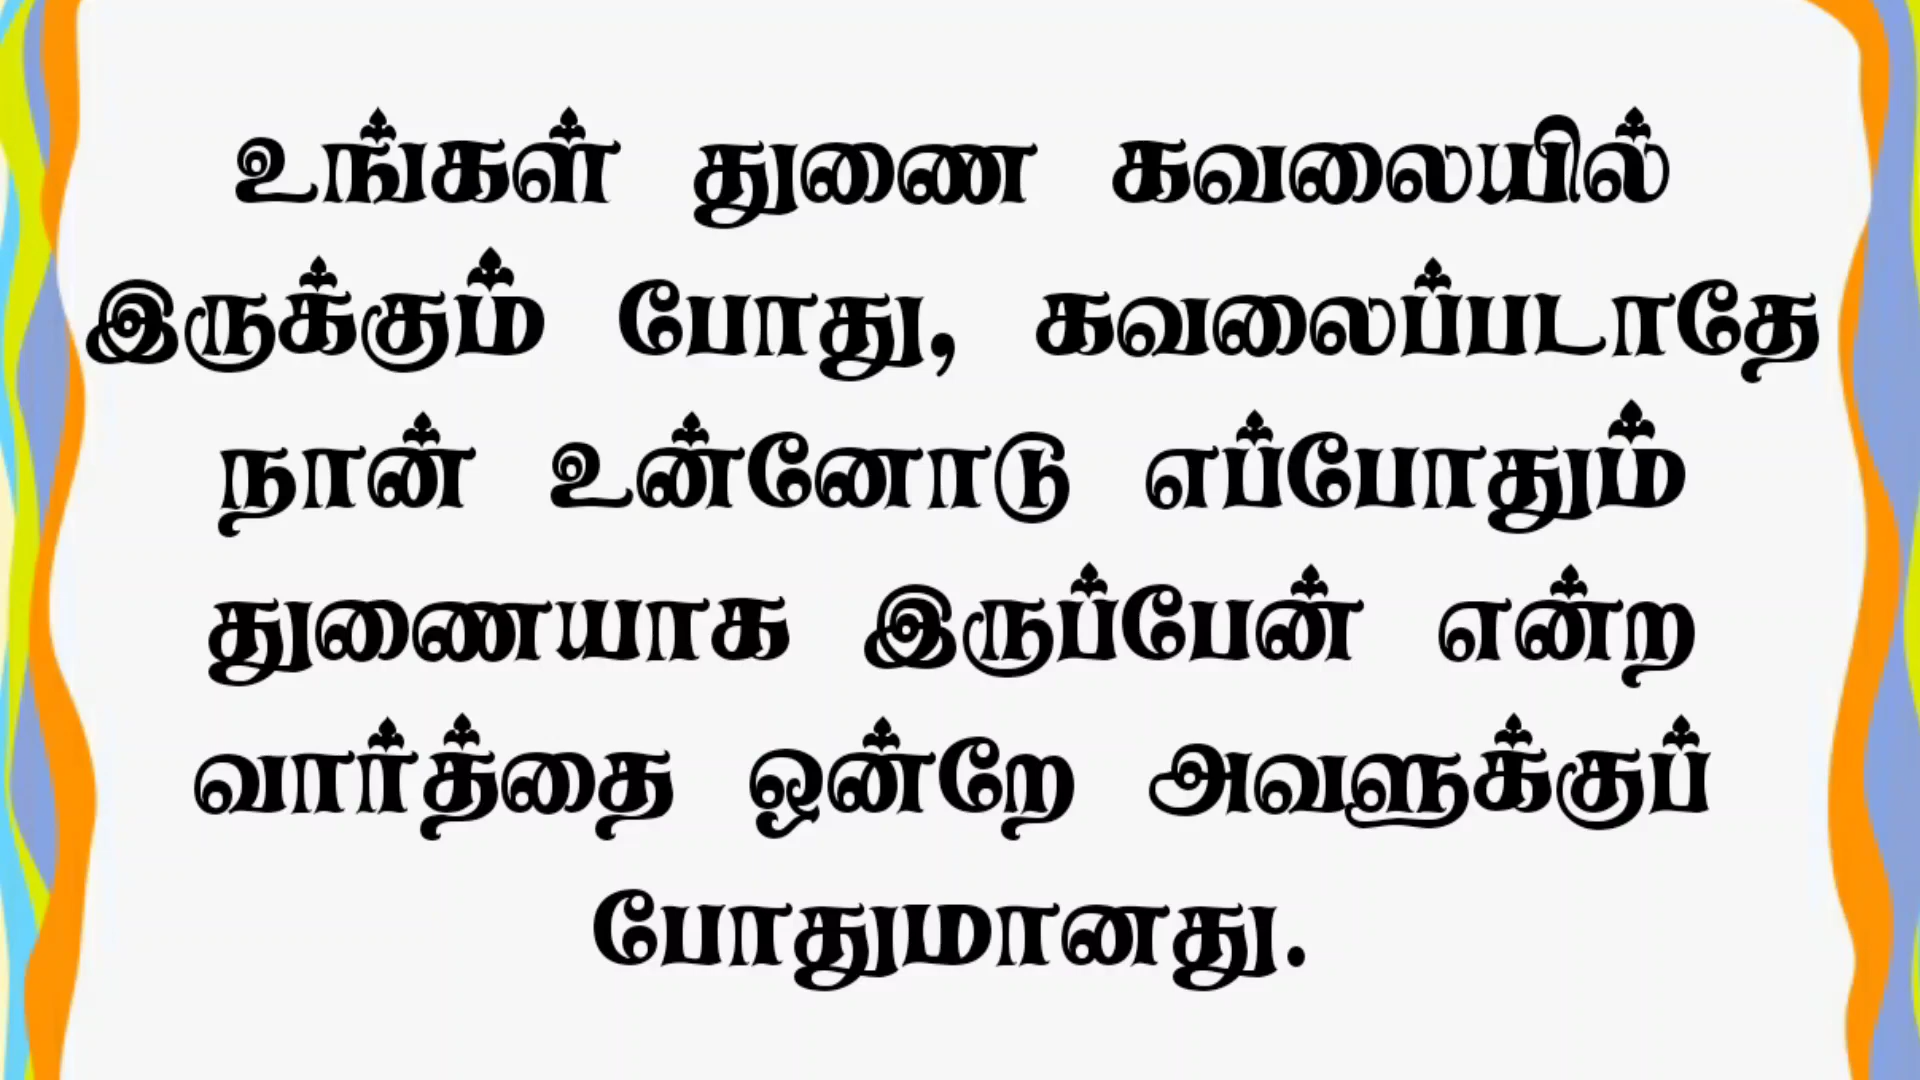 உங்கள் துணை கவலையில்
இருக்கும் போது, கவலைப்படாதே
நான் உன்னோடு எப்போதும்
துணையாக இருப்பேன் என்ற
வார்த்தை ஒன்றே அவளுக்குப்
போதுமானது.